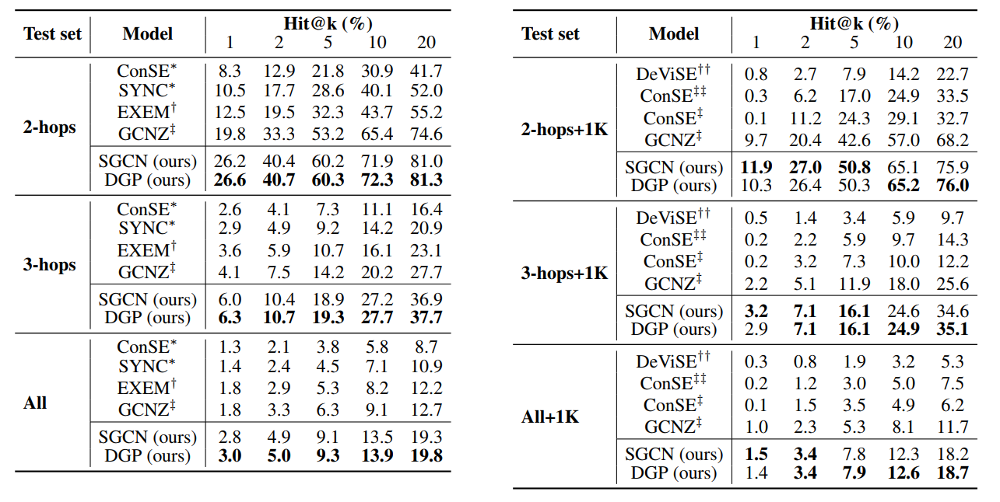 Test set Model Hit@k (%)
1 2 5 10 20
2-hops
ConSE* 8.3 12.9 21.8 30.9 41.7
SYNC* 10.5 17.7 28.6 40.1 52.0
EXEM† 12.5 19.5 32.3 43.7 55.2
GCNZ‡ 19.8 33.3 53.2 65.4 74.6
SGCN (ours) 26.2 40.4 60.2 71.9 81.0
DGP (ours) 26.6 40.7 60.3 72.3 81.3
3-hops
ConSE* 2.6 4.1 7.3 11.1 16.4
SYNC* 2.9 4.9 9.2 14.2 20.9
EXEM† 3.6 5.9 10.7 16.1 23.1
GCNZ‡ 4.1 7.5 14.2 20.2 27.7
SGCN (ours) 6.0 10.4 18.9 27.2 36.9
DGP (ours) 6.3 10.7 19.3 27.7 37.7
All
ConSE* 1.3 2.1 3.8 5.8 8.7
SYNC* 1.4 2.4 4.5 7.1 10.9
EXEM† 1.8 2.9 5.3 8.2 12.2
GCNZ‡ 1.8 3.3 6.3 9.1 12.7
SGCN (ours) 2.8 4.9 9.1 13.5 19.3
DGP (ours) 3.0 5.0 9.3 13.9 19.8
Test set Model Hit@k (%)
1 2 5 10 20
2-hops+1K
DeViSE†† 0.8 2.7 7.9 14.2 22.7
ConSE‡‡ 0.3 6.2 17.0 24.9 33.5
ConSE‡ 0.1 11.2 24.3 29.1 32.7
GCNZ‡ 9.7 20.4 42.6 57.0 68.2
SGCN (ours) 11.9 27.0 50.8 65.1 75.9
DGP (ours) 10.3 26.4 50.3 65.2 76.0
3-hops+1K
DeViSE†† 0.5 1.4 3.4 5.9 9.7
ConSE‡‡ 0.2 2.2 5.9 9.7 14.3
ConSE‡ 0.2 3.2 7.3 10.0 12.2
GCNZ‡ 2.2 5.1 11.9 18.0 25.6
SGCN (ours) 3.2 7.1 16.1 24.6 34.6
DGP (ours) 2.9 7.1 16.1 24.9 35.1
All+1K
DeViSE†† 0.3 0.8 1.9 3.2 5.3
ConSE‡‡ 0.2 1.2 3.0 5.0 7.5
ConSE‡ 0.1 1.5 3.5 4.9 6.2
GCNZ‡ 1.0 2.3 5.3 8.1 11.7
SGCN (ours) 1.5 3.4 7.8 12.3 18.2
DGP (ours) 1.4 3.4 7.9 12.6 18.7